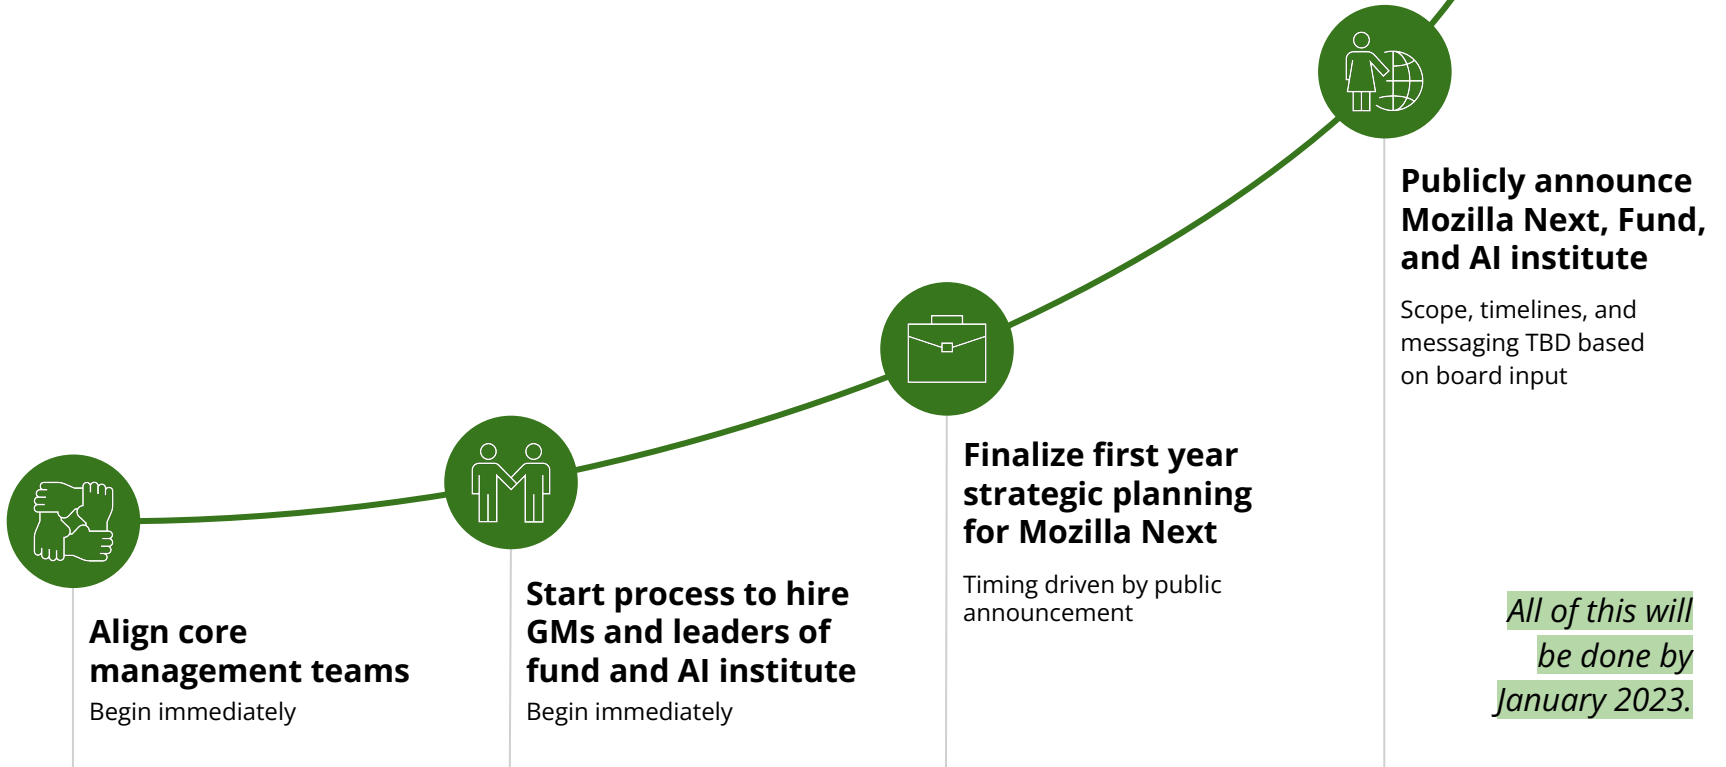 Align core
management teams
Begin immediately
Start process to hire
GMs and leaders of
fund and AI institute
Begin immediately
Finalize first year
strategic planning
for Mozilla Next
Timing driven by public
announcement
Publicly announce
Mozilla Next, Fund,
and AI institute
Scope, timelines, and
messaging TBD based
on board input
All of this will
be done by
January 2023.